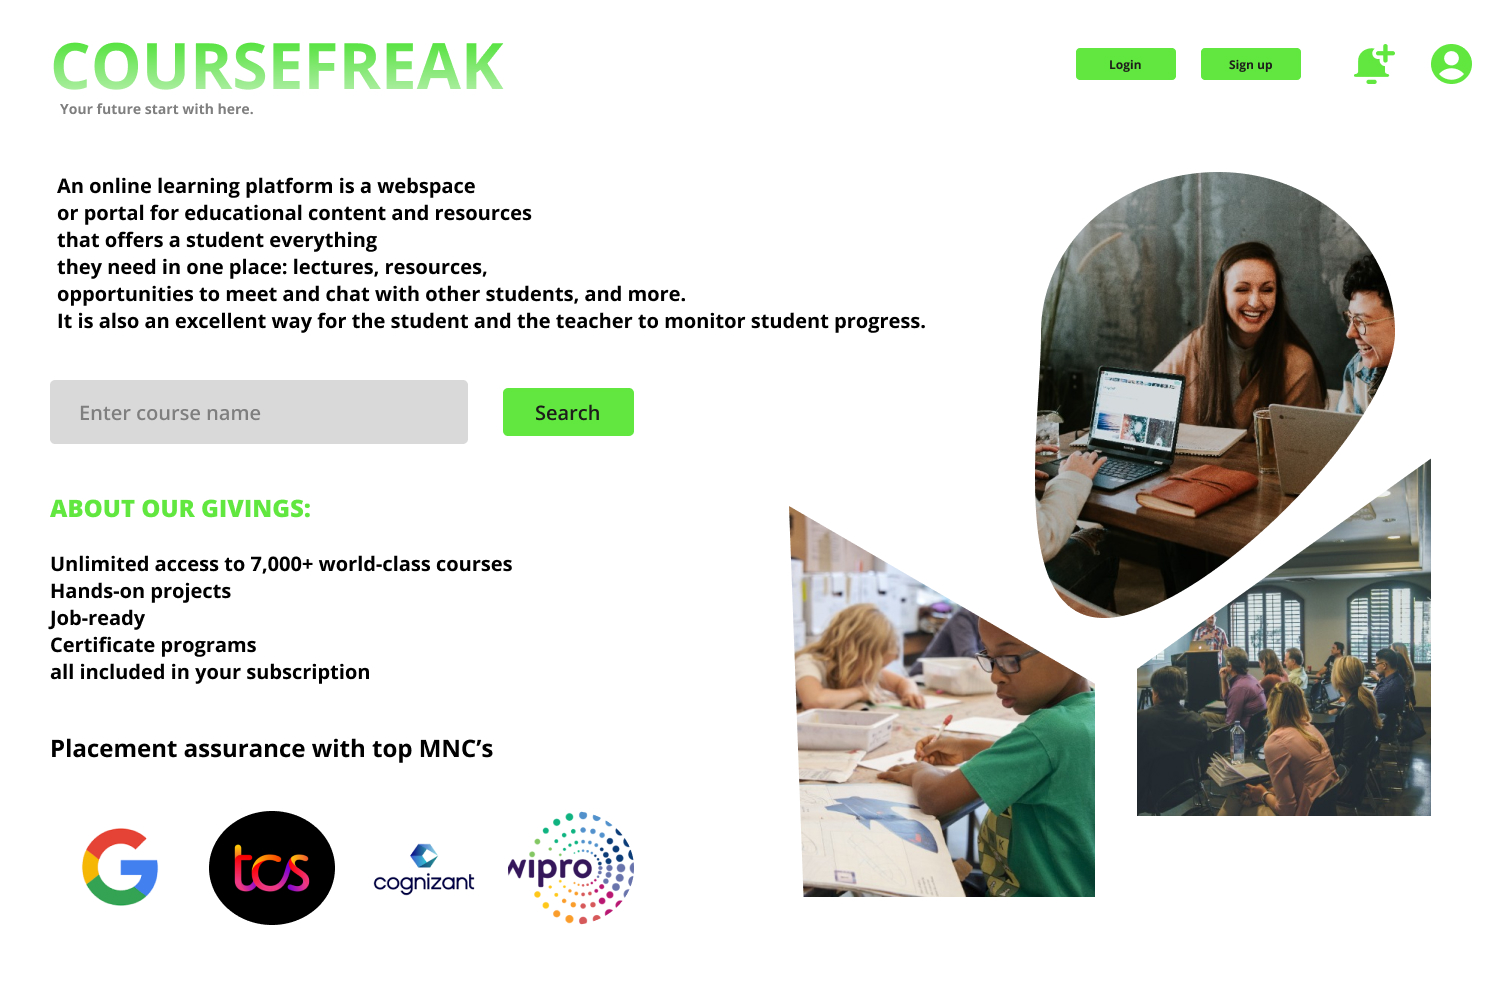 COURSEFREAK
Your future start with here.
Login
Sign up
An online learning platform is a webspace
or portal for educational content and resources
that offers a student everything
they need in one place: lectures, resources,
opportunities to meet and chat with other students, and more.
It is also an excellent way for the student and the teacher to monitor student progress.
Enter course name
Search
ABOUT OUR GIVINGS:
Unlimited access to 7,000+ world-class courses
Hands-on projects
Job-ready
Certificate programs
all included in your subscription
Placement assurance with top MNC’s
G
tcs
cognizant
wipro